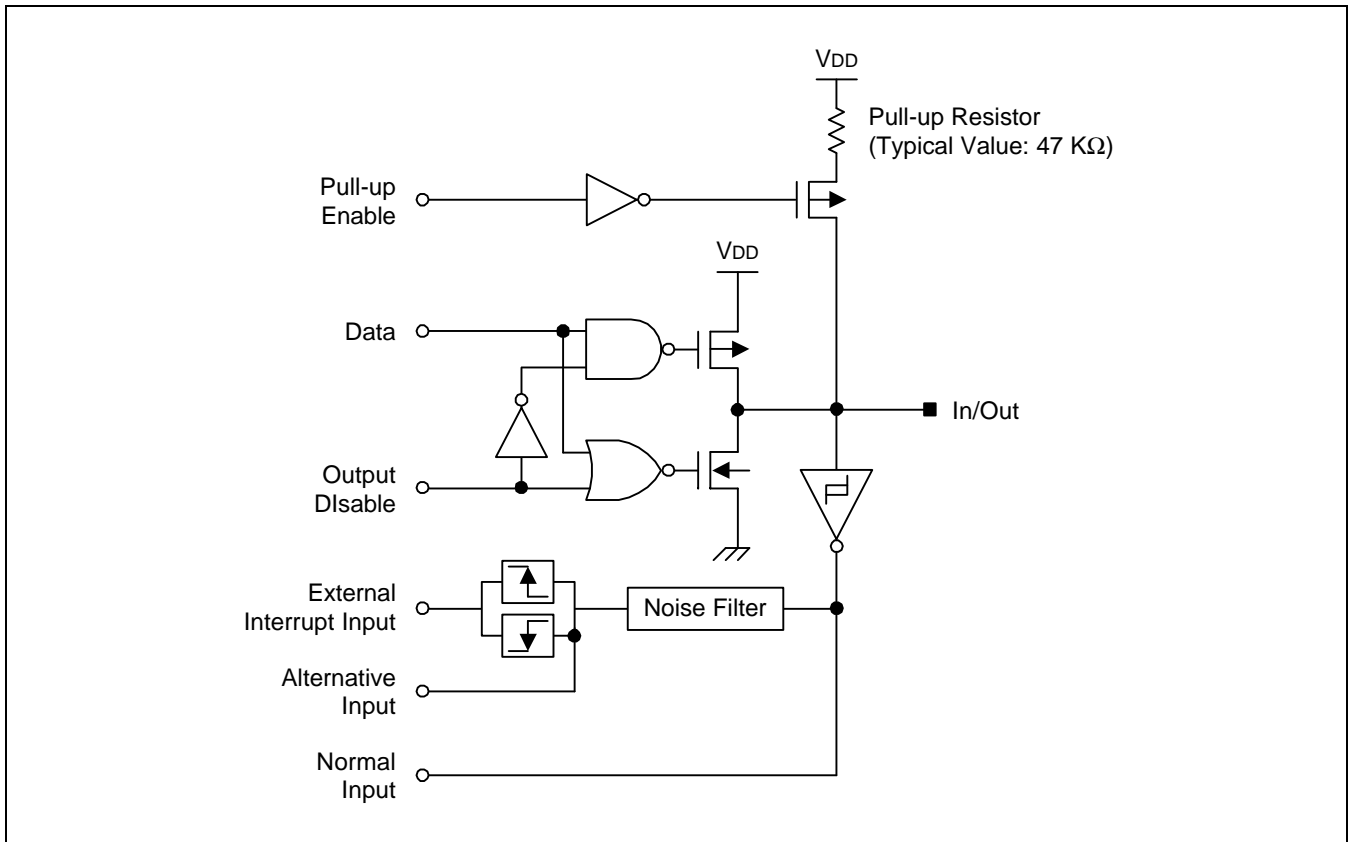 VDD
Pull-up Resistor
(Typical Value: 47 KΩ)
Pull-up
Enable
VDD
Data
In/Out
Output
DIsable
External
Interrupt Input
Noise Filter
Alternative
Input
Normal
Input